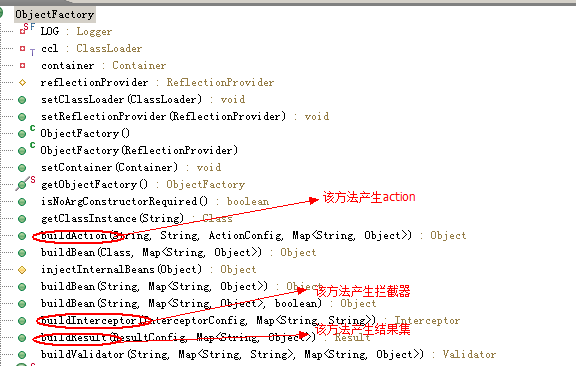 ObjectFactory
LOG : Logger
ccl : ClassLoader
container : Container
reflectionProvider : ReflectionProvider
setClassLoader(ClassLoader) : void
setReflectionProvider(ReflectionProvider) : void
ObjectFactory()
ObjectFactory(ReflectionProvider)
setContainer(Container) : void
getObjectFactory() : ObjectFactory
isNoArgConstructorRequired() : boolean
getClassInstance(String) : Class
该方法产生action
buildAction(String, String, ActionConfig, Map<String, Object>) : Object
buildBean(Class, Map<String, Object>) : Object
injectInternalBeans(Object) : Object
buildBean(String, Map<String, Object>) : Object
该方法产生拦截器
buildBean(String, Map<String, Object>, boolean) : Object
buildInterceptor(InterceptorConfig, Map<String, String>) : Interceptor
该方法产生结果集
buildResult(ResultConfig, Map<String, Object>) : Result
buildValidator(String, Map<String, String>, Map<String, Object>) : Validator